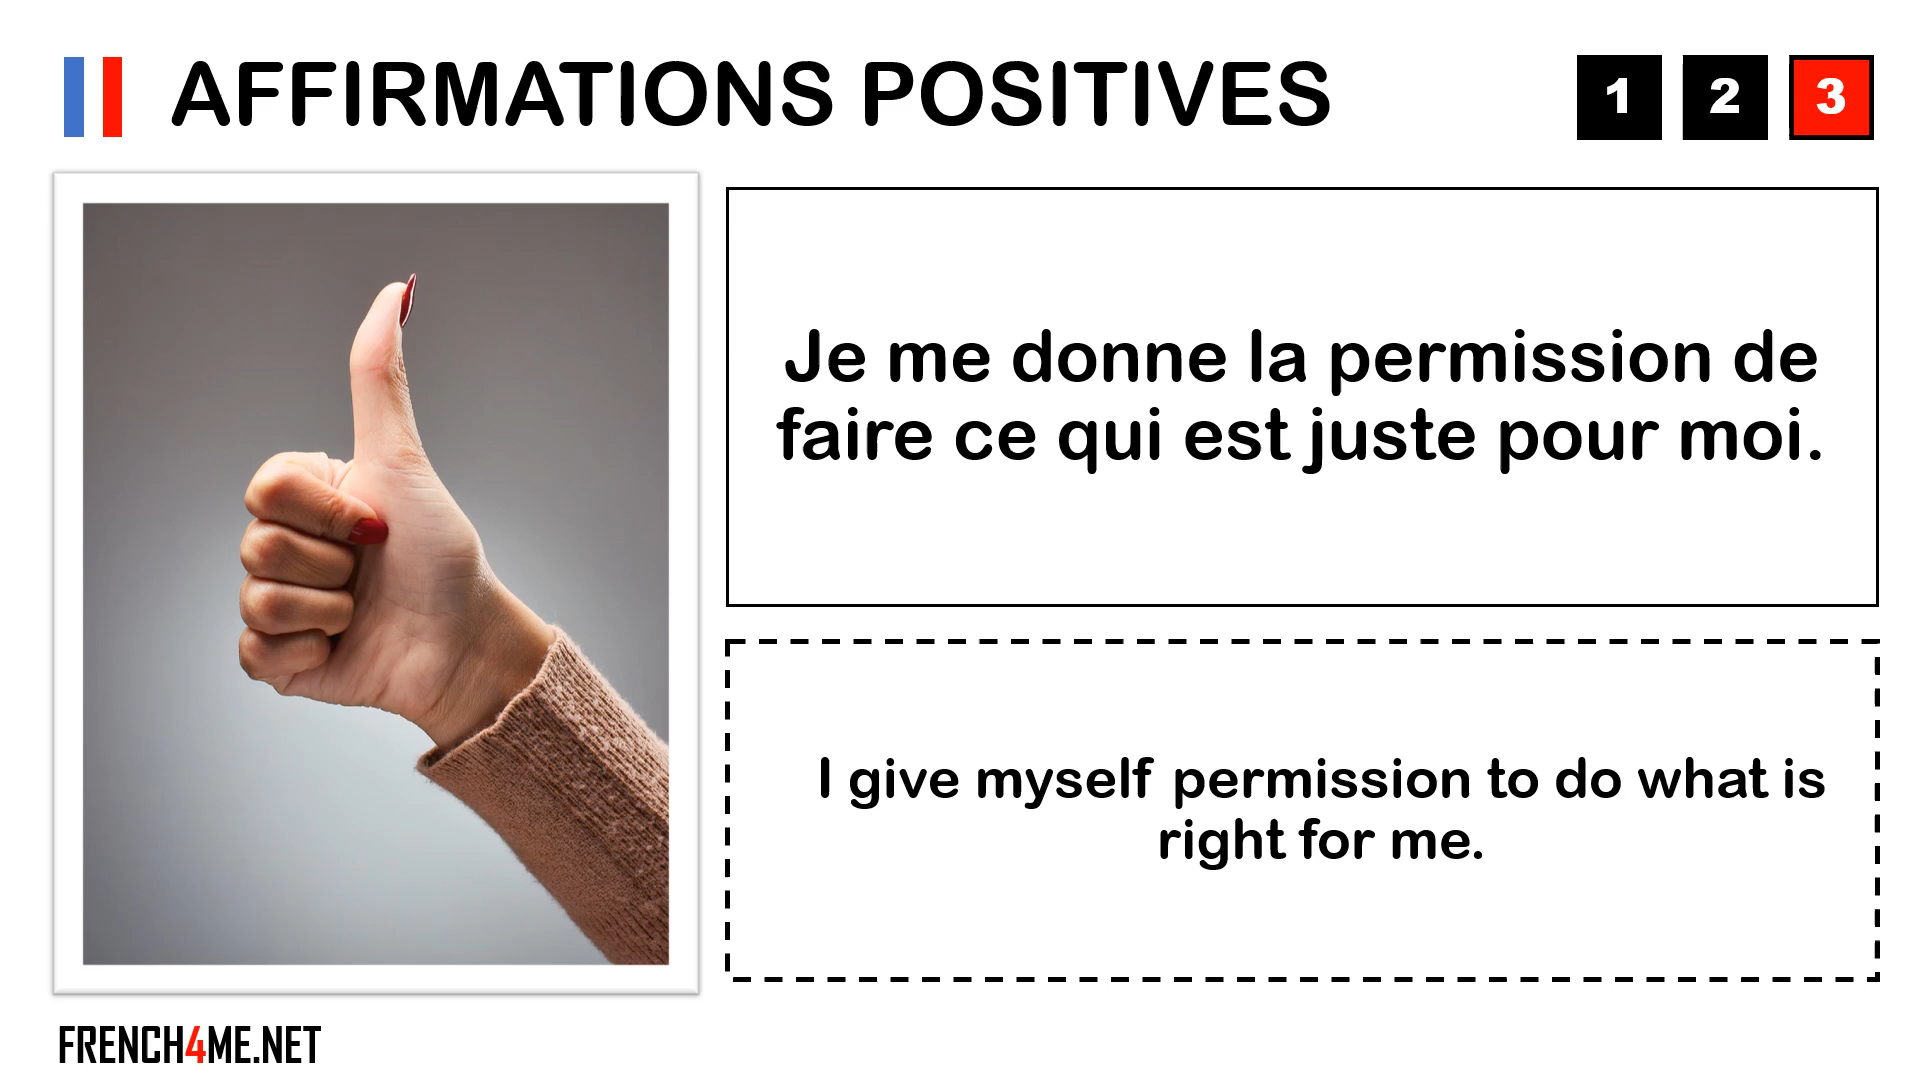 AFFIRMATIONS POSITIVES
1 2 3
Je me donne la permission de
faire ce qui est juste pour moi.
I give myself permission to do what is
right for me.
FRENCH4ME.NET